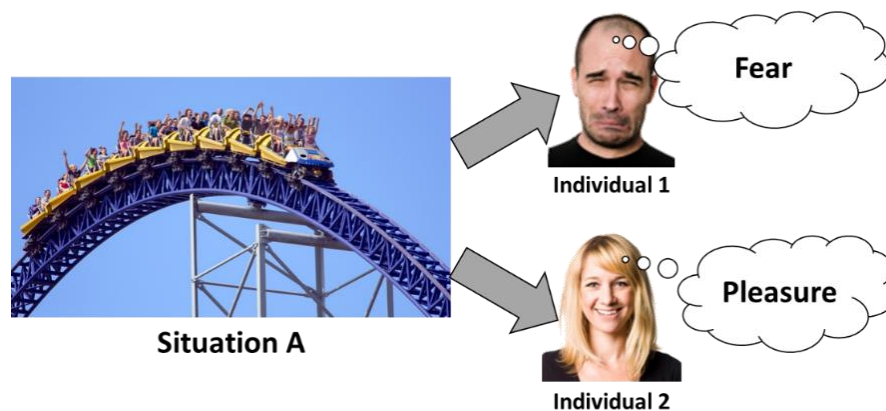 Fear
Individual 1
Situation A
Pleasure
Individual 2